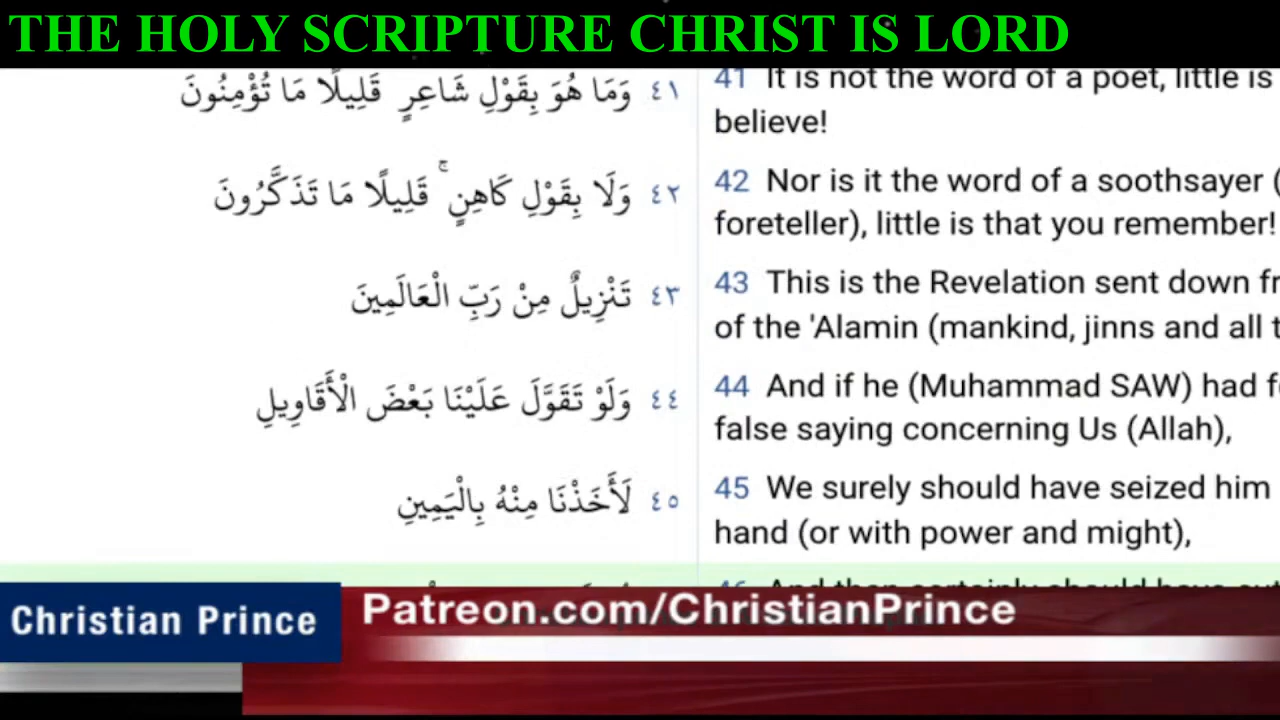 THE HOLY SCRIPTURE CHRIST IS LORD
وَمَا هُوَ بِقَوْلِ شَاعِرٍ قَلِيلًا مَا تُؤْمِنُونَ ٤١
41 It is not the word of a poet, little is
believe!
وَلَا بِقَوْلِ كَاهِنٍ ۚ قَلِيلًا مَا تَذَكَّرُونَ ٤٢
42 Nor is it the word of a soothsayer (
foreteller), little is that you remember!
تَنْزِيلٌ مِنْ رَبِّ الْعَالَمِينَ ٤٣
43 This is the Revelation sent down fr
of the 'Alamin (mankind, jinns and all t
وَلَوْ تَقَوَّلَ عَلَيْنَا بَعْضَ الْأَقَاوِيلِ ٤٤
44 And if he (Muhammad SAW) had f
false saying concerning Us (Allah),
لَأَخَذْنَا مِنْهُ بِالْيَمِينِ ٤٥
45 We surely should have seized him
hand (or with power and might),
Christian Prince
Patreon.com/ChristianPrince